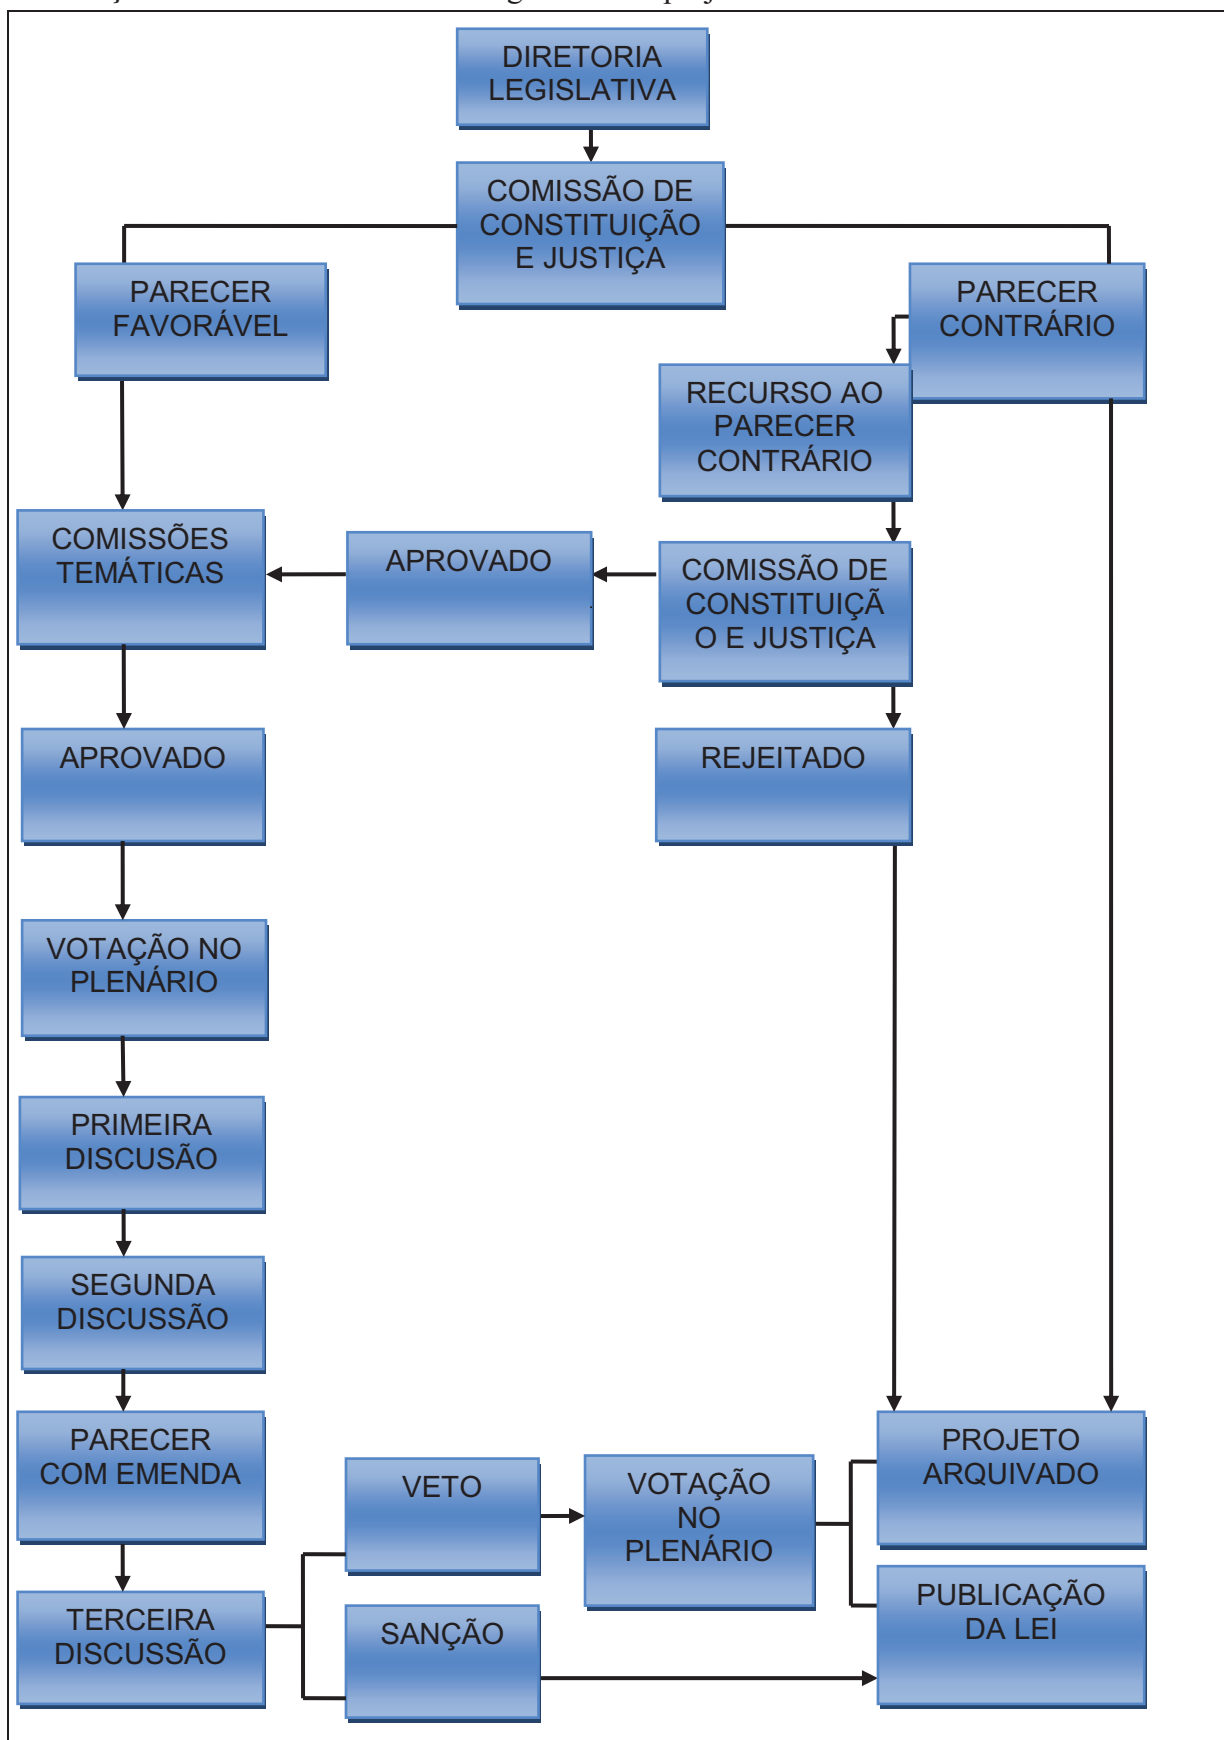 DIRETORIA
LEGISLATIVA
COMISSÃO DE
CONSTITUIÇÃO
E JUSTIÇA
PARECER
FAVORÁVEL
PARECER
CONTRÁRIO
RECURSO AO
PARECER
CONTRÁRIO
COMISSÕES
TEMÁTICAS
APROVADO
COMISSÃO DE
CONSTITUIÇÃ
O E JUSTIÇA
APROVADO
REJEITADO
VOTAÇÃO NO
PLENÁRIO
PRIMEIRA
DISCUSÃO
SEGUNDA
DISCUSSÃO
PARECER
COM EMENDA
VETO
VOTAÇÃO
NO
PLENÁRIO
PROJETO
ARQUIVADO
TERCEIRA
DISCUSSÃO
SANÇÃO
PUBLICAÇÃO
DA LEI